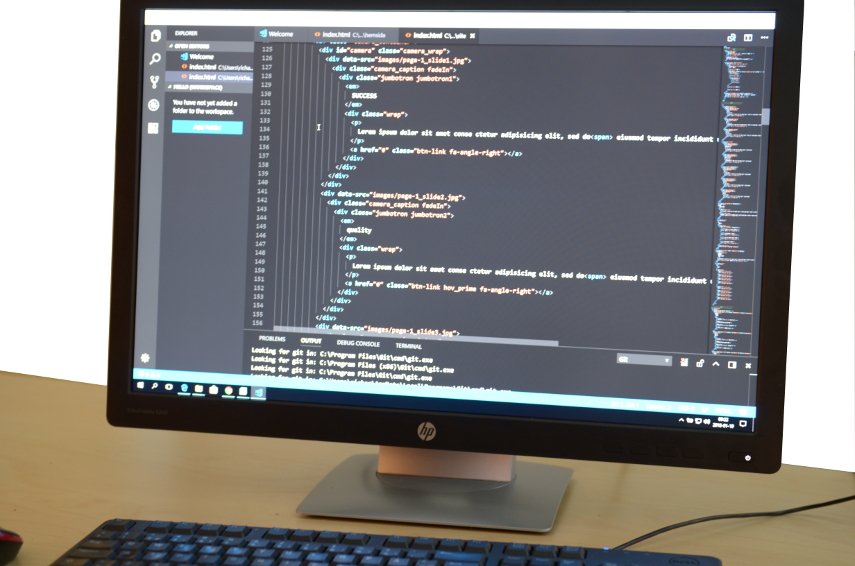 EXPLORER
OPEN EDITORS
Welcome
index.html
index.html
HELLO (WORKSPACE)
You have not yet added a
folder to the workspace.
Add Folder
Welcome index.html index.html
125 <div id="camera" class="camera_wrap">
126 <div data-src="images/page-1_slide1.jpg">
127 <div class="camera_caption fadeIn">
128 <div class="jumbotron jumbotron1">
129 <em>
130 SUCCESS
131 </em>
132 <div class="wrap">
133 <p>
134 Lorem ipsum dolor sit amet conse ctetur adipisicing elit, sed do<span> eiusmod tempor incididunt
135 </p>
136 <a href="#" class="btn-link fa-angle-right"></a>
137 </div>
138 </div>
139 </div>
140 </div>
141 <div data-src="images/page-1_slide2.jpg">
142 <div class="camera_caption fadeIn">
143 <div class="jumbotron jumbotron2">
144 <em>
145 quality
146 </em>
147 <div class="wrap">
148 <p>
149 Lorem ipsum dolor sit amet conse ctetur adipisicing elit, sed do<span> eiusmod tempor incididunt
150 </p>
151 <a href="#" class="btn-link hov_prime fa-angle-right"></a>
152 </div>
153 </div>
154 </div>
155 </div>
156 <div data-src="images/page-1_slide3.jpg">
PROBLEMS OUTPUT DEBUG CONSOLE TERMINAL
Looking for git in: C:\Program Files\Git\cmd\git.exe
Looking for git in: C:\Program Files (x86)\Git\cmd\git.exe
Looking for git in: C:\Program Files\Git\cmd\git.exe
hp